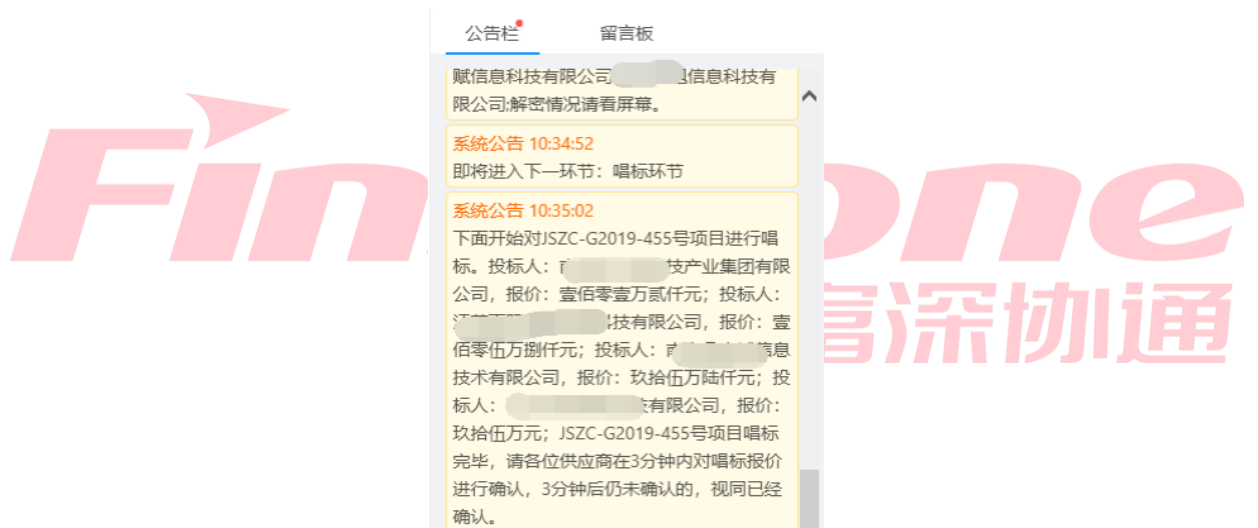 公告栏
留言板
赋信息科技有限公司 信息科技有
限公司;解密情况请看屏幕。
系统公告 10:34:52
即将进入下一环节：唱标环节
系统公告 10:35:02
下面开始对JSZC-G2019-455号项目进行唱
标。投标人： 技产业集团有限
公司，报价：壹佰零壹万贰仟元；投标人：
科技有限公司，报价：壹
佰零伍万捌仟元；投标人： 信息
技术有限公司，报价：玖拾伍万陆仟元；投
标人： 技有限公司，报价：
玖拾伍万元；JSZC-G2019-455号项目唱标
完毕，请各位供应商在3分钟内对唱标报价
进行确认，3分钟后仍未确认的，视同已经
确认。
Fin
one
富深协通